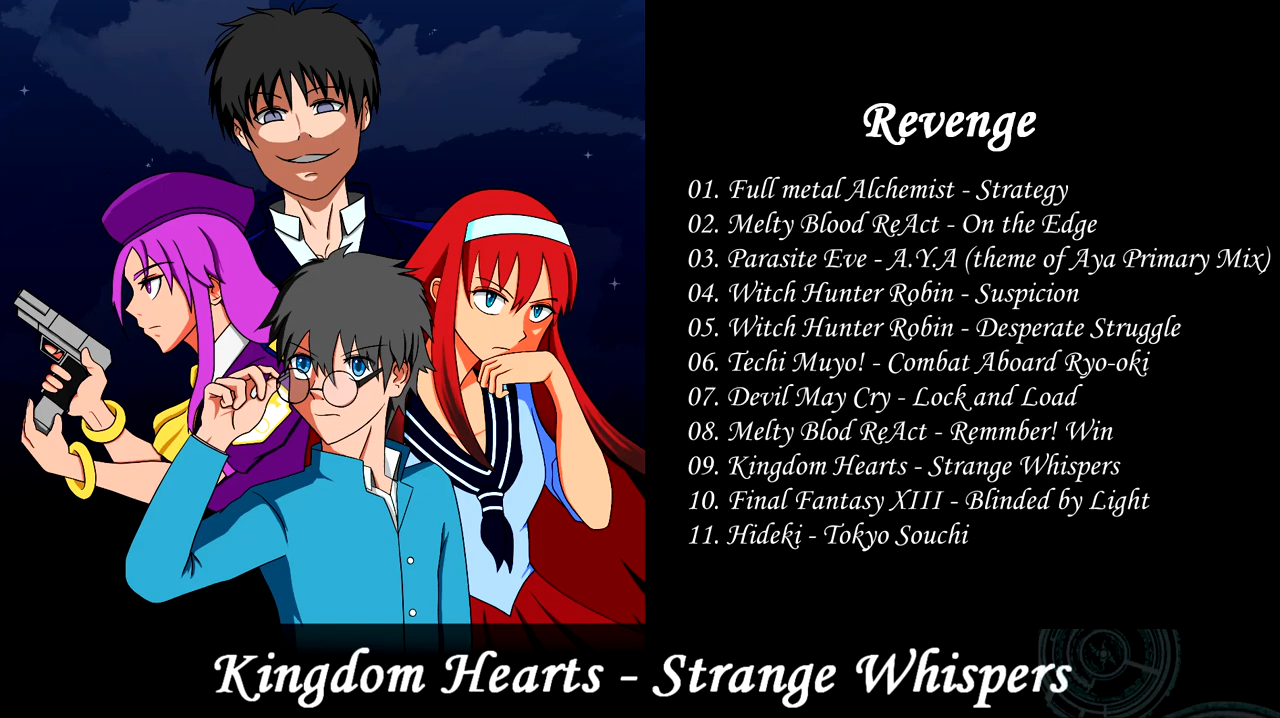 Revenge
01. Full metal Alchemist - Strategy
02. Melty Blood ReAct - On the Edge
03. Parasite Eve - A.Y.A (theme of Aya Primary Mix)
04. Witch Hunter Robin - Suspicion
05. Witch Hunter Robin - Desperate Struggle
06. Techi Muyo! - Combat Aboard Ryo-oki
07. Devil May Cry - Lock and Load
08. Melty Blod ReAct - Remmber! Win
09. Kingdom Hearts - Strange Whispers
10. Final Fantasy XIII - Blinded by Light
11. Hideki - Tokyo Souchi
Kingdom Hearts - Strange Whispers